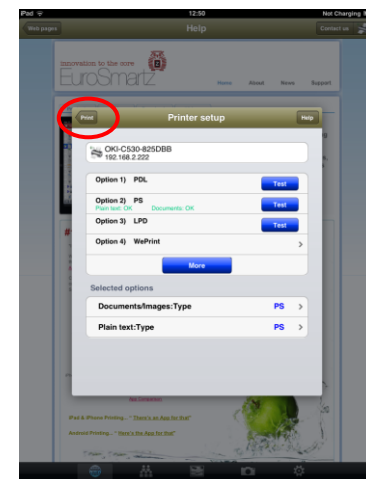 iPad
12:50
Not Charging
Web pages
Help
Contact us
innovation to the core
EuroSmartz
Home About News Support
Print
Printer setup
Help
OKI-C530-825DBB
192.168.2.222
Option 1) PDL
Test
Option 2) PS
Plain text: OK Documents: OK
Test
Option 3) LPD
Test
Option 4) WePrint
More
Selected options
Documents/Images:Type PS
Plain text:Type PS
iPad & iPhone Printing... "There's an App for that"
Android Printing... "Here's the App for that"